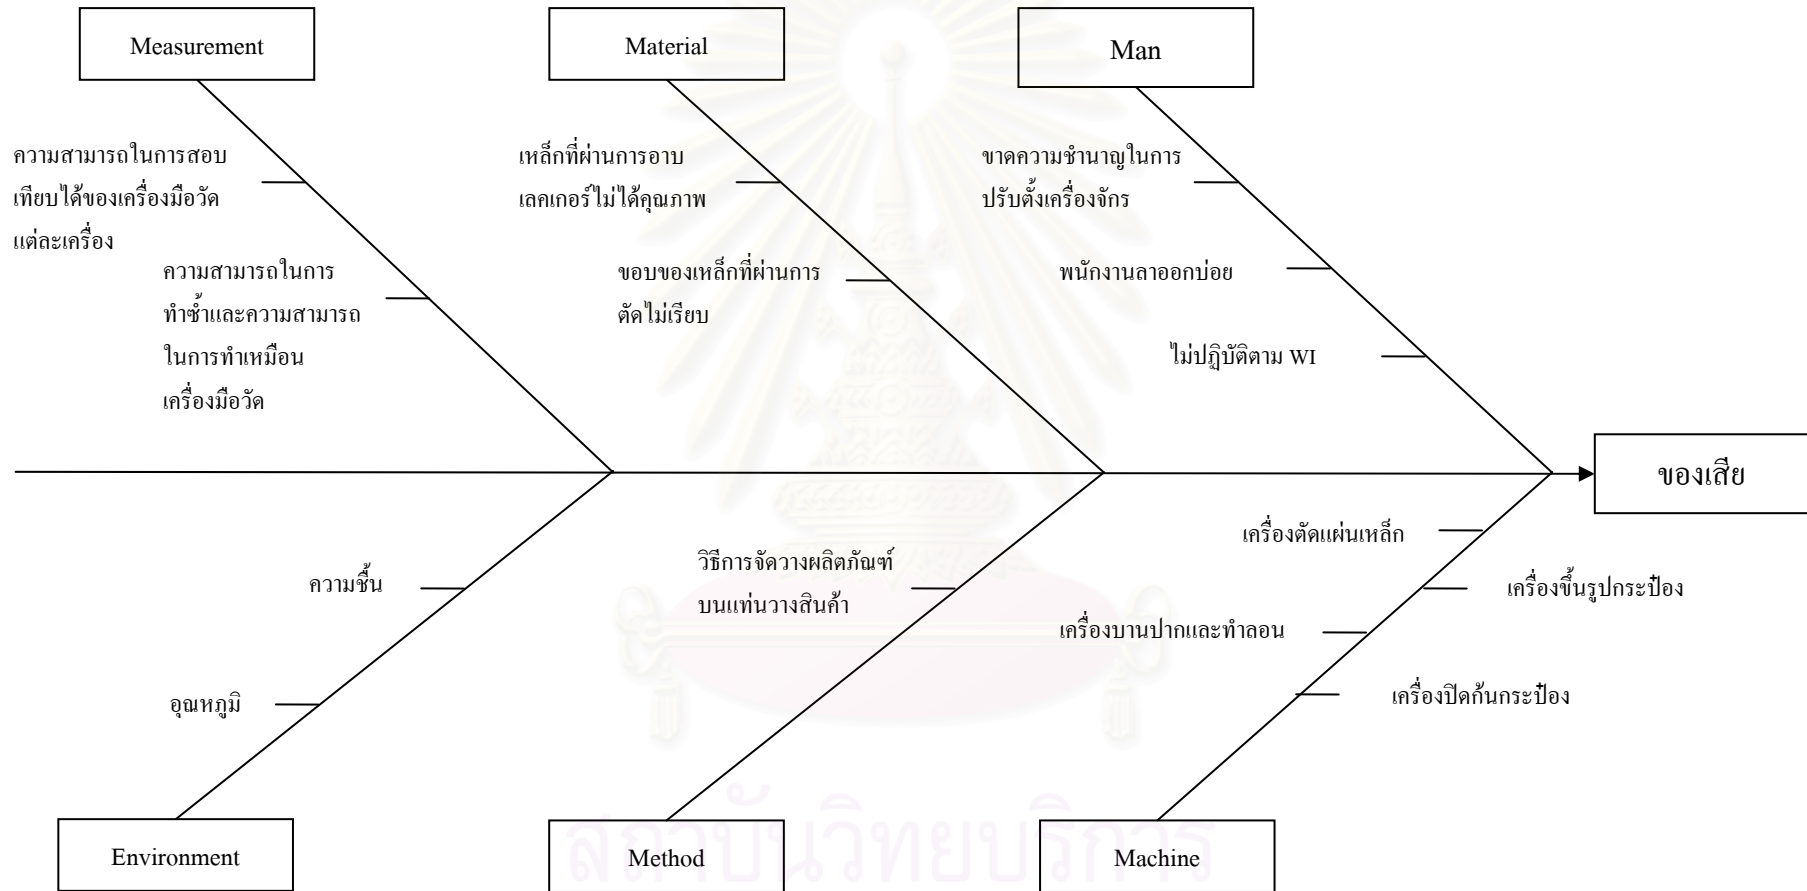 Measurement
Material
Man
ความสามารถในการสอบ
เทียบได้ของเครื่องมือวัด
แต่ละเครื่อง
ความสามารถในการ
ทำซ้ำและความสามารถ
ในการทำเหมือน
เครื่องมือวัด
เหล็กที่ผ่านการอาบ
เลคเกอร์ไม่ได้คุณภาพ
ขอบของเหล็กที่ผ่านการ
ตัดไม่เรียบ
ขาดความชำนาญในการ
ปรับตั้งเครื่องจักร
พนักงานลาออกบ่อย
ไม่ปฏิบัติตาม WI
ของเสีย
ความชื้น
อุณหภูมิ
วิธีการจัดวางผลิตภัณฑ์
บนแท่นวางสินค้า
เครื่องตัดแผ่นเหล็ก
เครื่องขึ้นรูปกระป๋อง
เครื่องบานปากและทำลอน
เครื่องปิดก้นกระป๋อง
Environment
Method
Machine
สถาบันวิทยบริการ